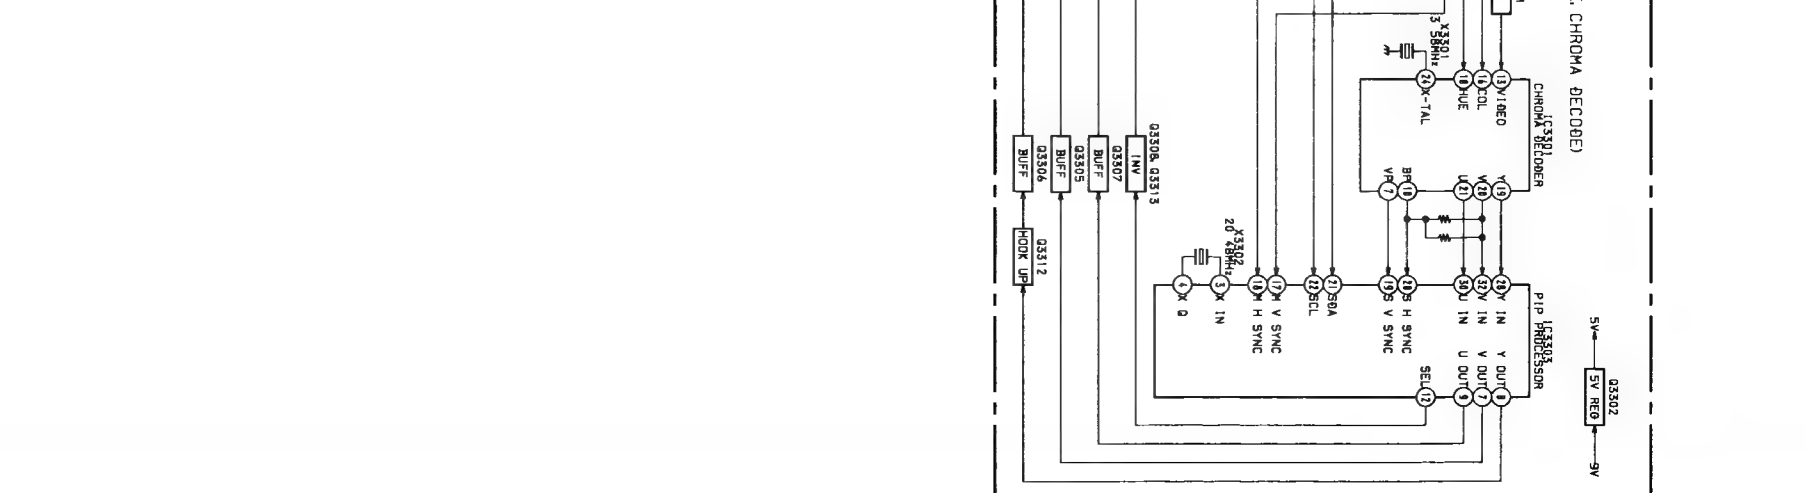 CHROMA DECODE)
X3301
3 58MHz
IC3301
CHROMA DECODER
24 X-TAL
18 HUE
16 COL
13 VIDEO
VP 7
BP 10
U 21
V 20
Y 19
Q3306
BUFF
Q3305
BUFF
Q3307
BUFF
Q3308, Q3313
INV
Q3312
HOOK UP
X3302
20 48MHz
IC3303
PIP PROCESSOR
4 X Q
3 X IN
18 M H SYNC
17 M V SYNC
22 SCL
21 SDA
19 S V SYNC
20 S H SYNC
30 U IN
32 V IN
28 Y IN
SEL 12
U OUT 9
V OUT 7
Y OUT 8
Q3302
5V REG
5V
9V